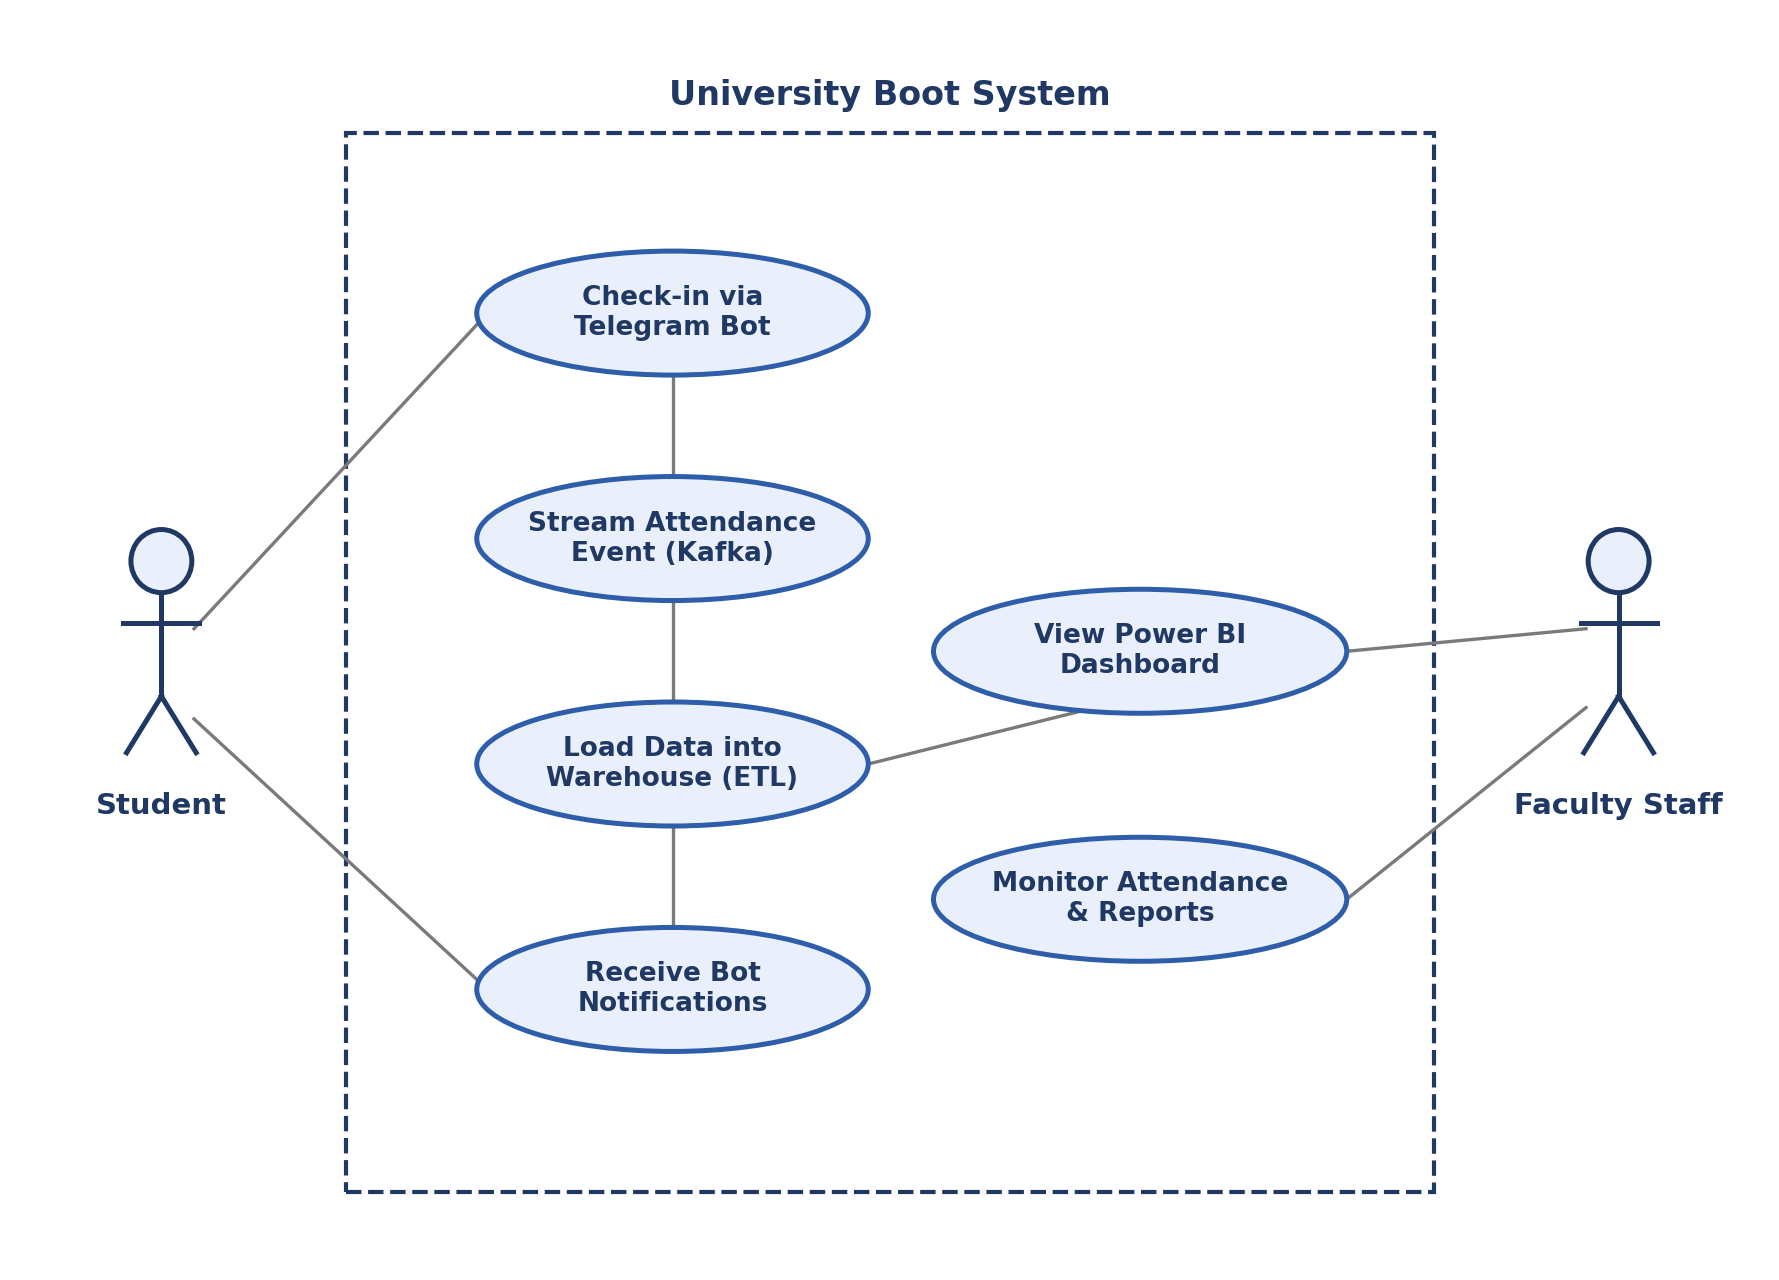 University Boot System
Check-in via
Telegram Bot
Stream Attendance
Event (Kafka)
View Power BI
Dashboard
Load Data into
Warehouse (ETL)
Student
Faculty Staff
Monitor Attendance
& Reports
Receive Bot
Notifications